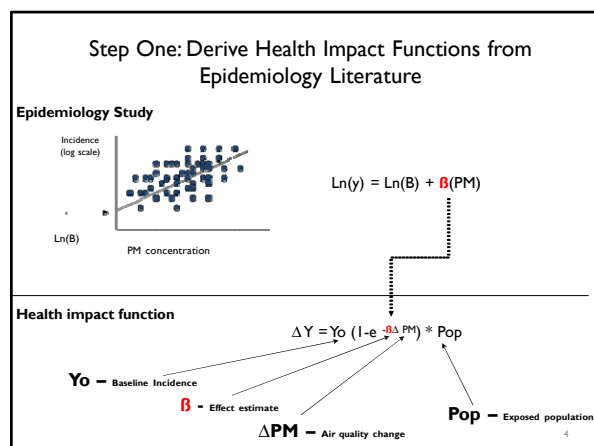 Step One: Derive Health Impact Functions from
Epidemiology Literature
Epidemiology Study
Incidence
(log scale)
Ln(B)
PM concentration
Ln(y) = Ln(B) + ß(PM)
Health impact function
ΔY = Yo (1-e -ßΔ PM) * Pop
Yo – Baseline Incidence
ß - Effect estimate
ΔPM – Air quality change
Pop – Exposed population
4